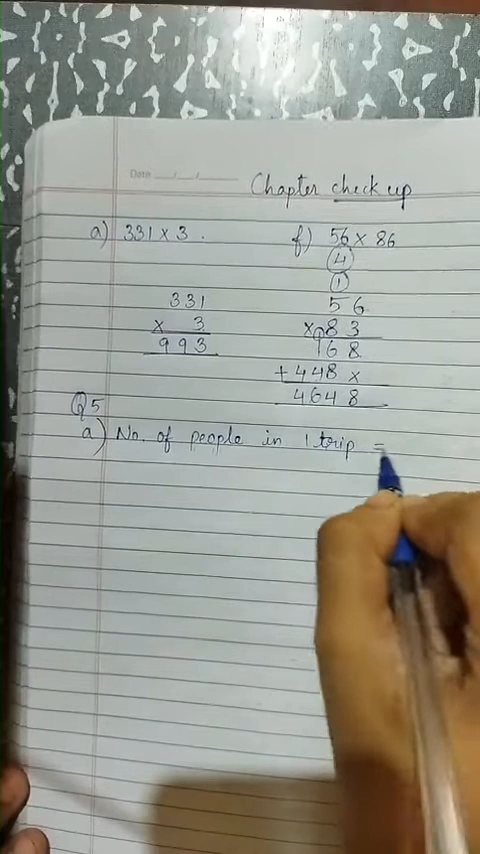 Date
Chapter check up
a) 331 x 3 .
f) 56 x 86
4
1
331
x 3
993
56
x 83
168
+ 448 x
4648
Q5
a) No. of people in 1 trip =